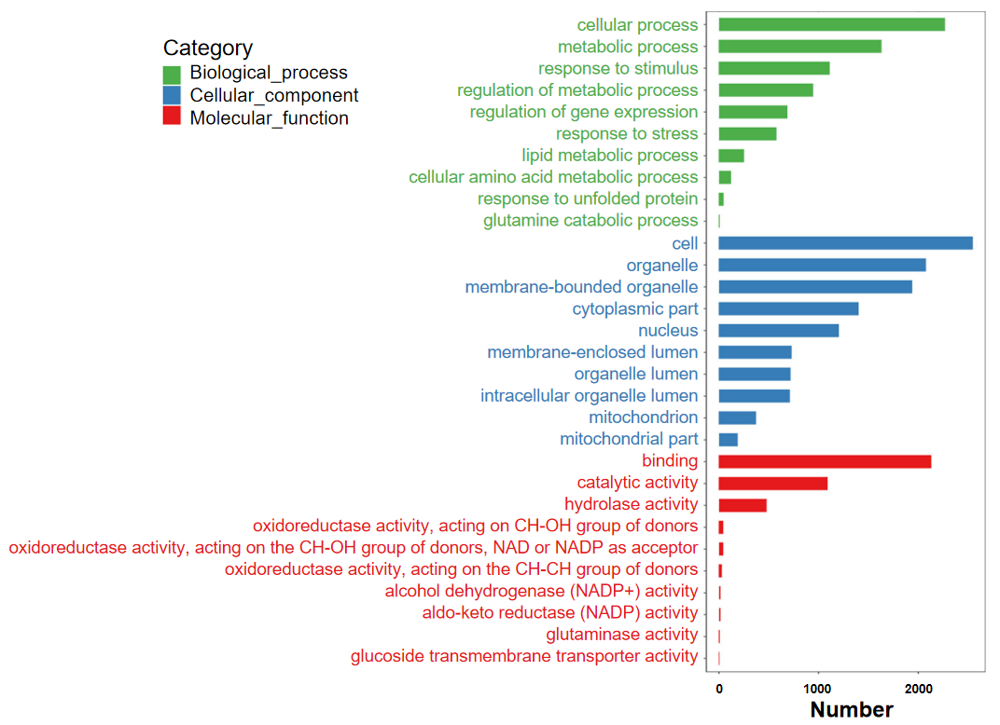 Category
Biological_process
Cellular_component
Molecular_function
cellular process
metabolic process
response to stimulus
regulation of metabolic process
regulation of gene expression
response to stress
lipid metabolic process
cellular amino acid metabolic process
response to unfolded protein
glutamine catabolic process
cell
organelle
membrane-bounded organelle
cytoplasmic part
nucleus
membrane-enclosed lumen
organelle lumen
intracellular organelle lumen
mitochondrion
mitochondrial part
binding
catalytic activity
hydrolase activity
oxidoreductase activity, acting on CH-OH group of donors
oxidoreductase activity, acting on the CH-OH group of donors, NAD or NADP as acceptor
oxidoreductase activity, acting on the CH-CH group of donors
alcohol dehydrogenase (NADP+) activity
aldo-keto reductase (NADP) activity
glutaminase activity
glucoside transmembrane transporter activity
0 1000 2000
Number